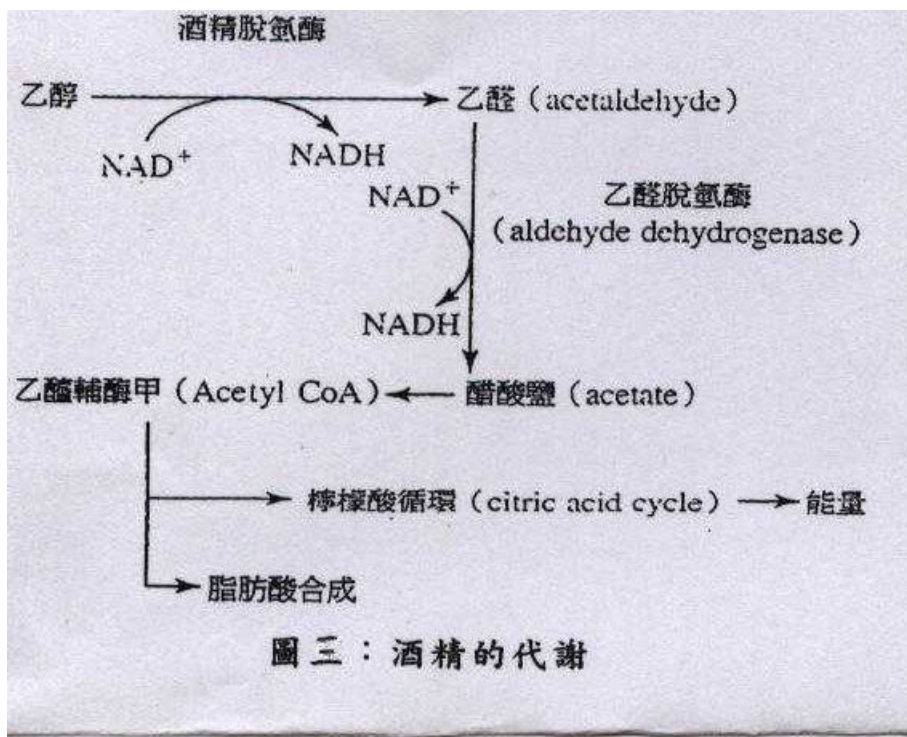 酒精脫氫酶
乙醇
乙醛（acetaldehyde）
NAD⁺
NADH
NAD⁺
乙醛脫氫酶
（aldehyde dehydrogenase）
NADH
乙醯輔酶甲（Acetyl CoA）
醋酸鹽（acetate）
檸檬酸循環（citric acid cycle）
能量
脂肪酸合成
圖三：酒精的代謝